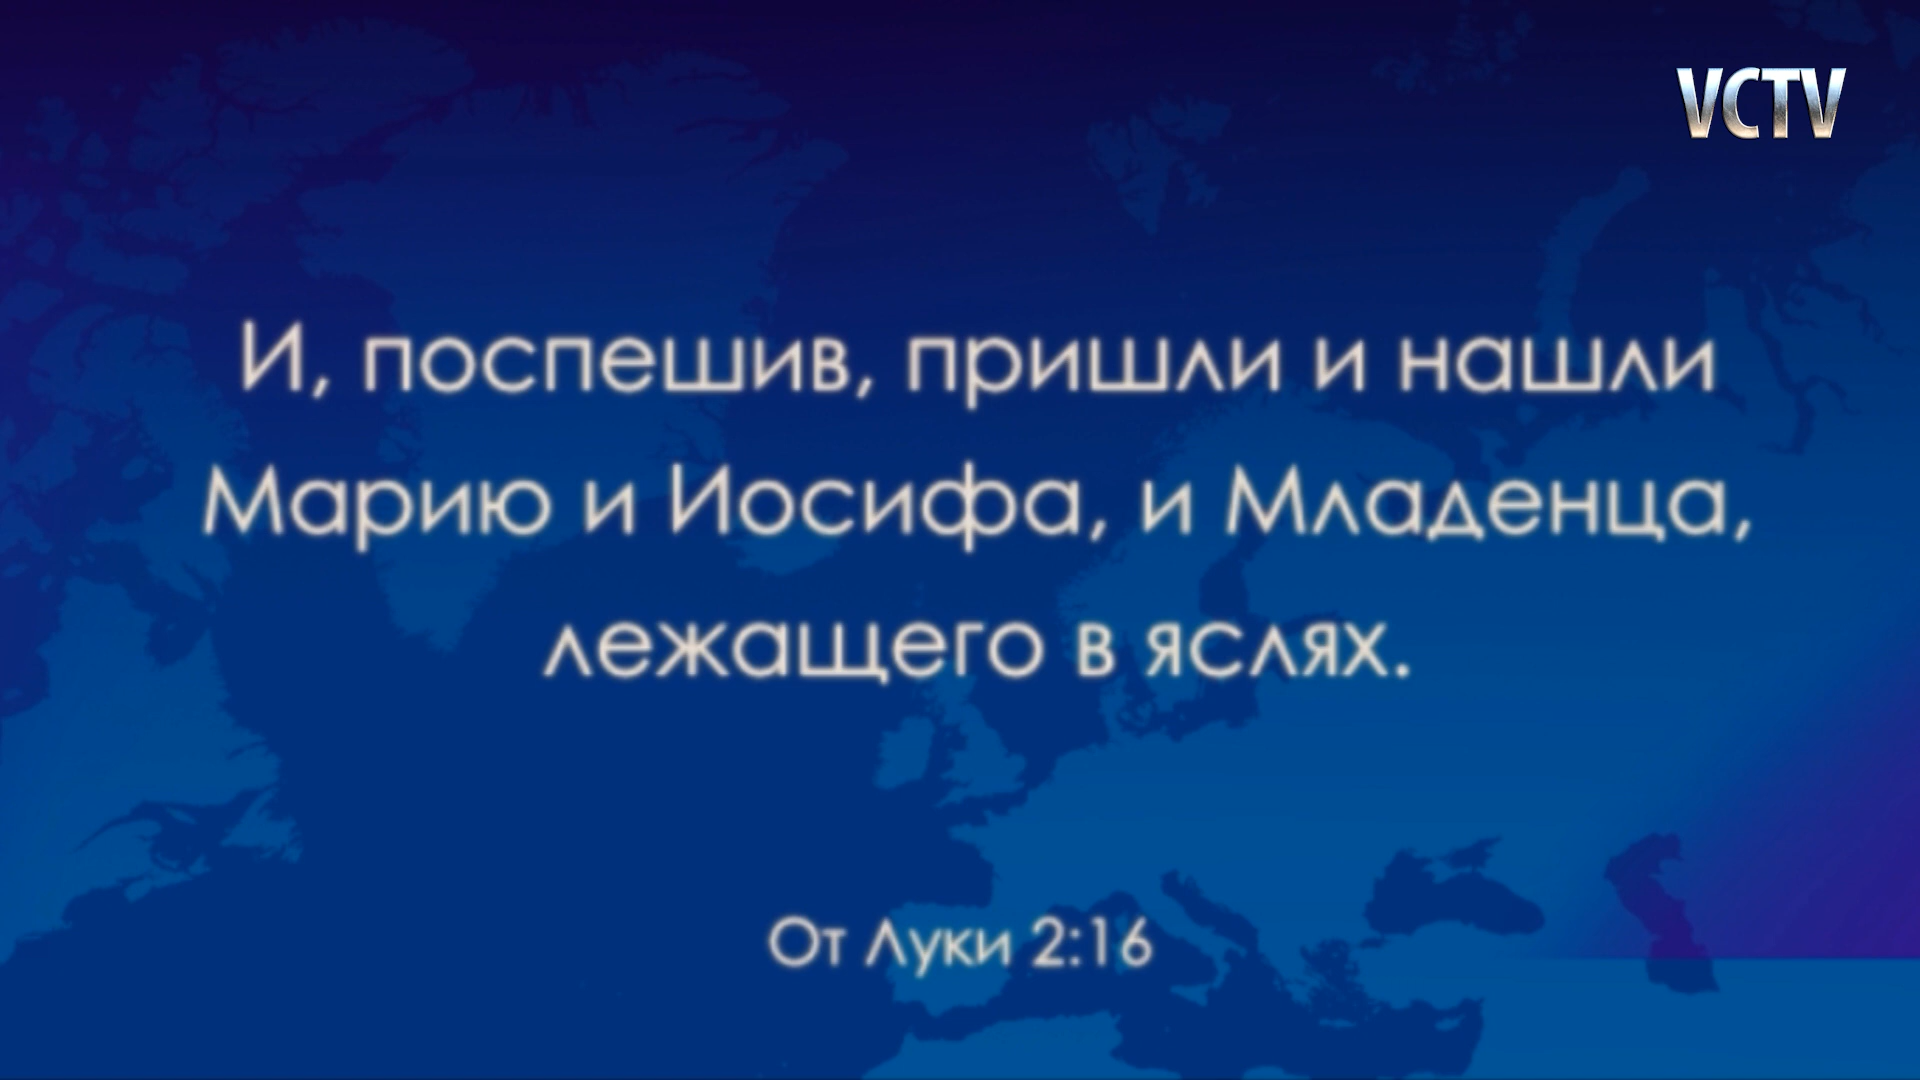 VCTV
И, поспешив, пришли и нашли
Марию и Иосифа, и Младенца,
лежащего в яслях.
От Луки 2:16